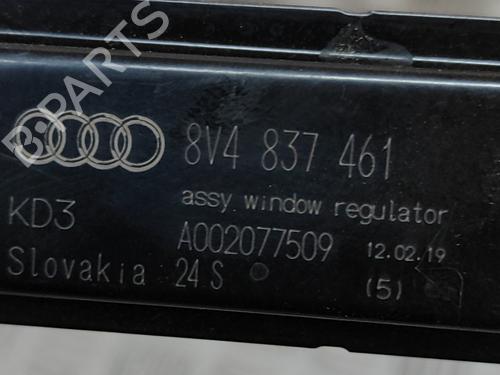 B-PARTS
8V4 837 461
assy window regulator
KD3 A002077509 12.02.19
Slovakia 24 S (5)